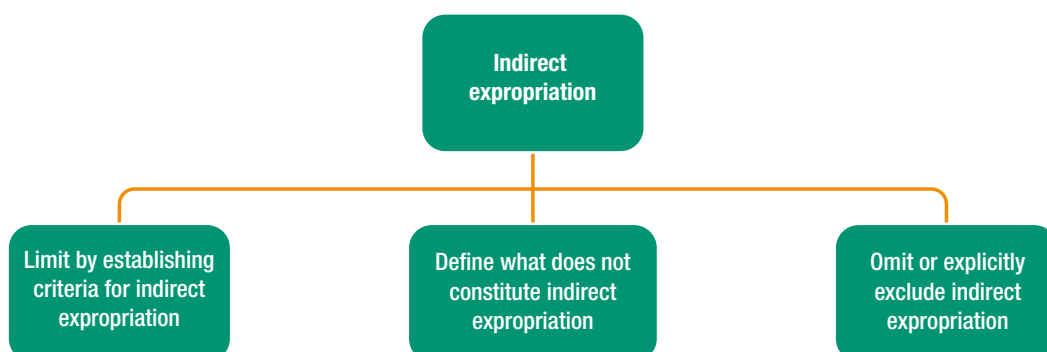 Indirect
expropriation
Limit by establishing
criteria for indirect
expropriation
Define what does not
constitute indirect
expropriation
Omit or explicitly
exclude indirect
expropriation